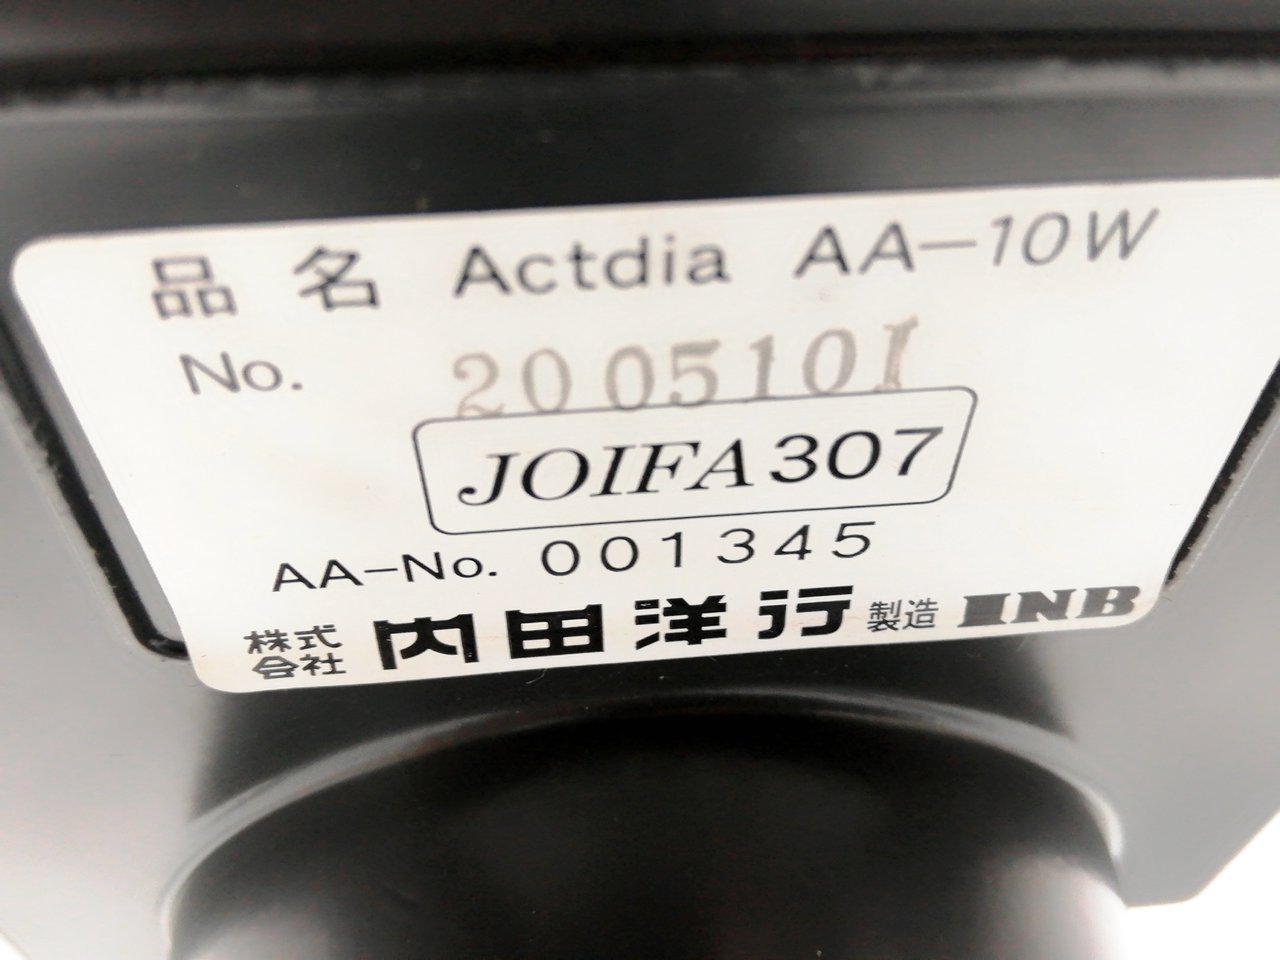 品名 Actdia AA-10W
No. 2005101
JOIFA307
AA-No. 001345
株式会社 内田洋行 製造 INB